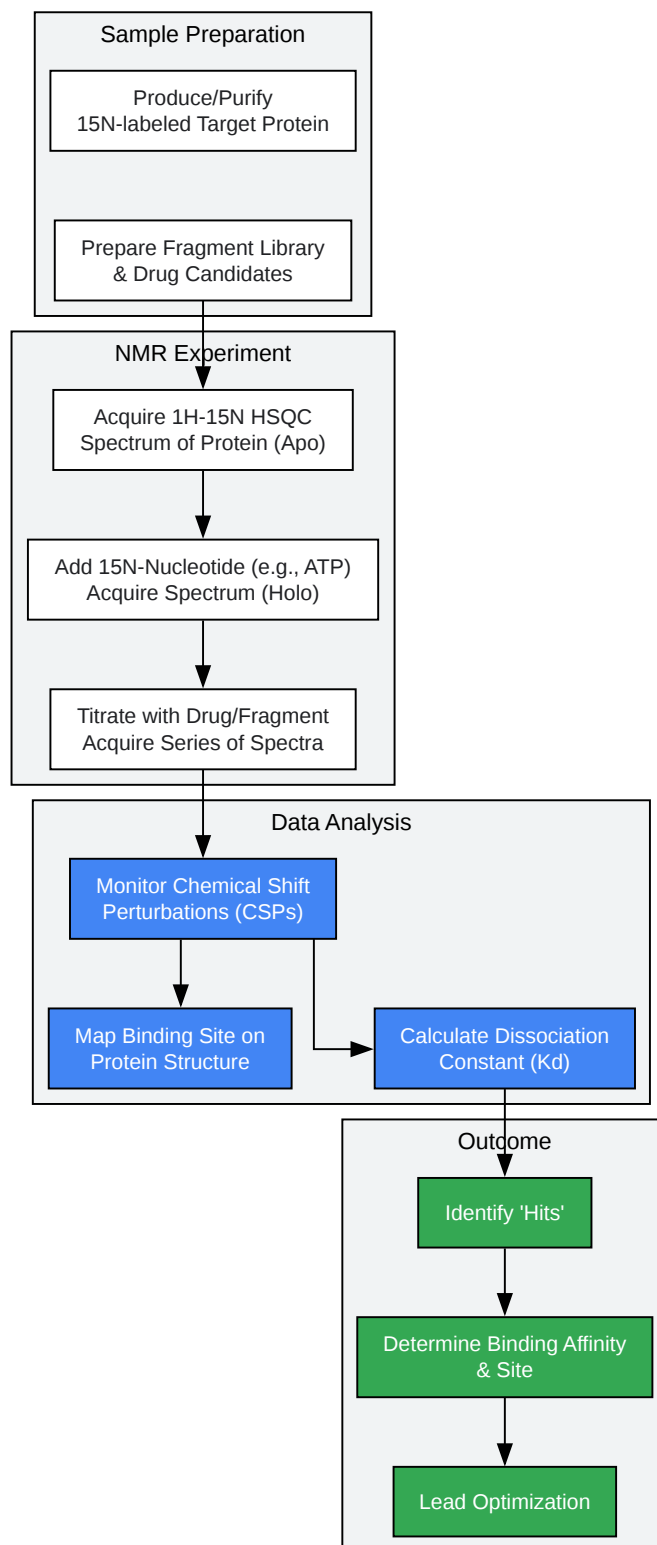 Sample Preparation
Produce/Purify
15N-labeled Target Protein
Prepare Fragment Library
& Drug Candidates
NMR Experiment
Acquire 1H-15N HSQC
Spectrum of Protein (Apo)
Add 15N-Nucleotide (e.g., ATP)
Acquire Spectrum (Holo)
Titrate with Drug/Fragment
Acquire Series of Spectra
Data Analysis
Monitor Chemical Shift
Perturbations (CSPs)
Map Binding Site on
Protein Structure
Calculate Dissociation
Constant (Kd)
Outcome
Identify 'Hits'
Determine Binding Affinity
& Site
Lead Optimization